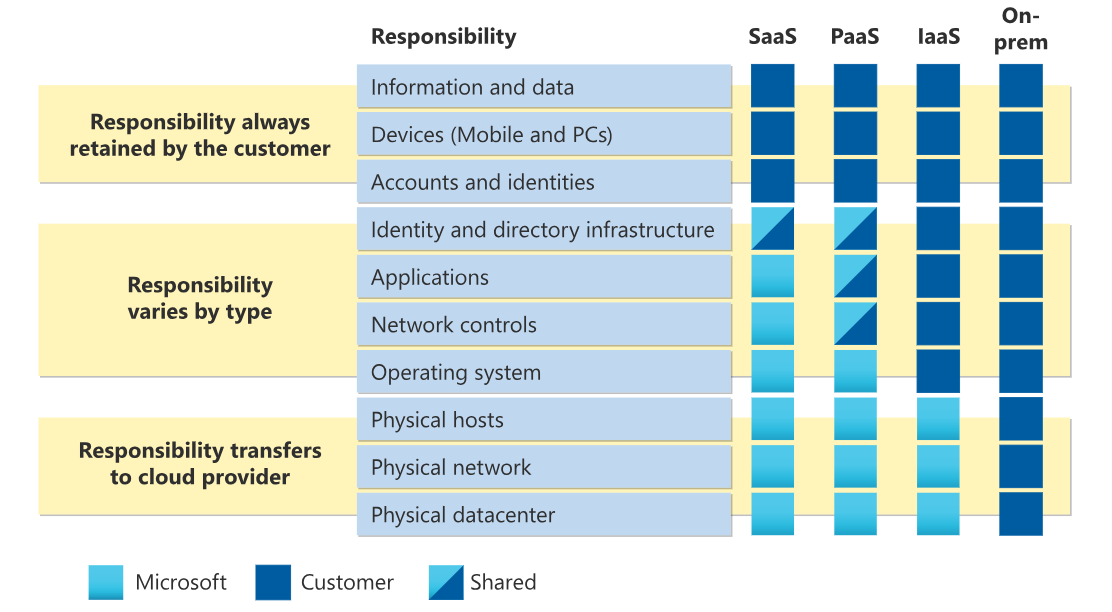 Responsibility
SaaS
PaaS
IaaS
On-
prem
Responsibility always
retained by the customer
Information and data
Devices (Mobile and PCs)
Accounts and identities
Responsibility
varies by type
Identity and directory infrastructure
Applications
Network controls
Operating system
Responsibility transfers
to cloud provider
Physical hosts
Physical network
Physical datacenter
Microsoft
Customer
Shared